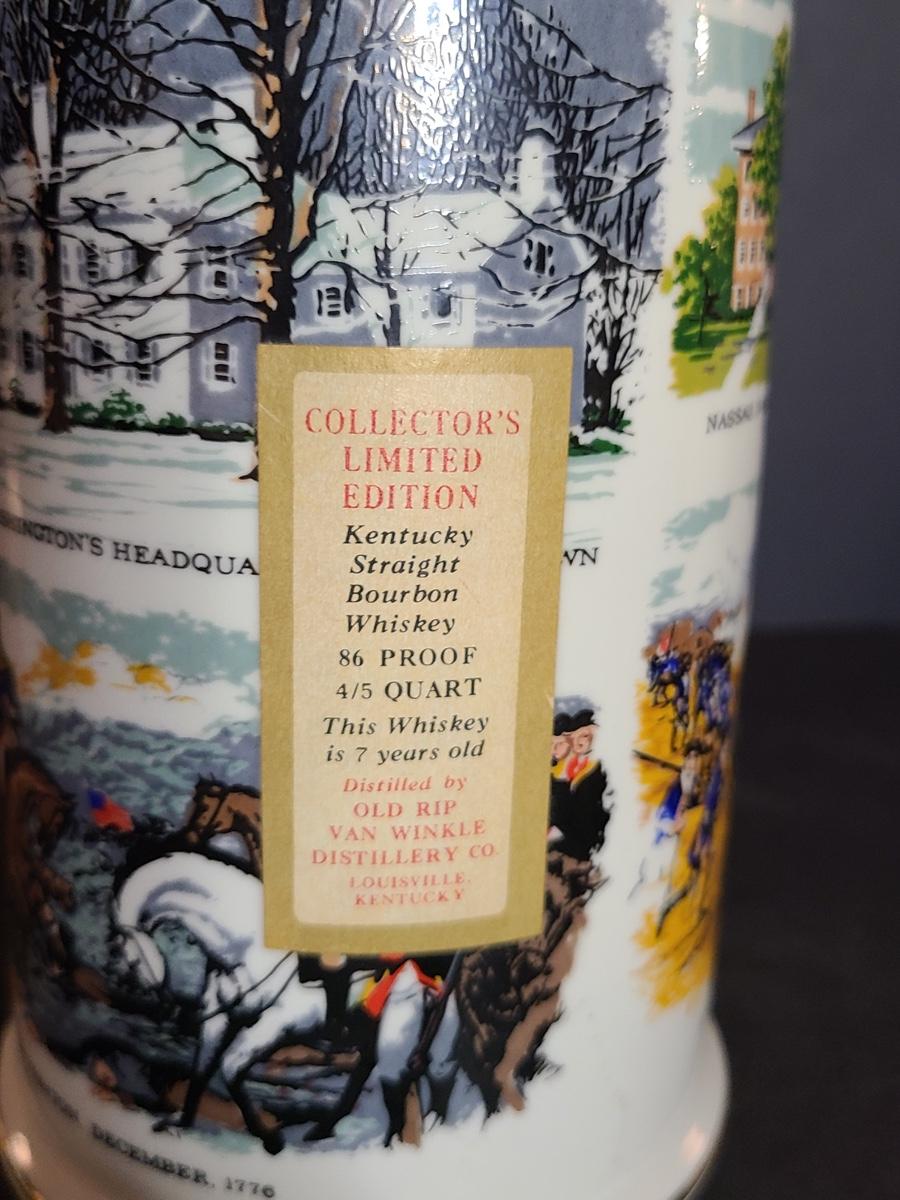 NASSAU
COLLECTOR'S
LIMITED
EDITION
Kentucky
Straight
Bourbon
Whiskey
86 PROOF
4/5 QUART
This Whiskey
is 7 years old
Distilled by
OLD RIP
VAN WINKLE
DISTILLERY CO.
LOUISVILLE,
KENTUCKY
INGTON'S HEADQUA WN
DECEMBER, 1776